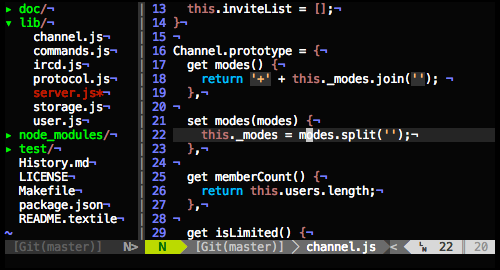 ▸ doc/¬
▾ lib/¬
channel.js¬
commands.js¬
ircd.js¬
protocol.js¬
server.js*¬
storage.js¬
user.js¬
▸ node_modules/¬
▸ test/¬
History.md¬
LICENSE¬
Makefile¬
package.json¬
README.textile¬
~
[Git(master)] N>
13 this.inviteList = [];¬
14 }¬
15 ¬
16 Channel.prototype = {¬
17 get modes() {¬
18 return '+' + this._modes.join('');¬
19 },¬
20 ¬
21 set modes(modes) {¬
22 this._modes = modes.split('');¬
23 },¬
24 ¬
25 get memberCount() {¬
26 return this.users.length;¬
27 },¬
28 ¬
29 get isLimited() {¬
N [Git(master)] channel.js < LN 22 || 20